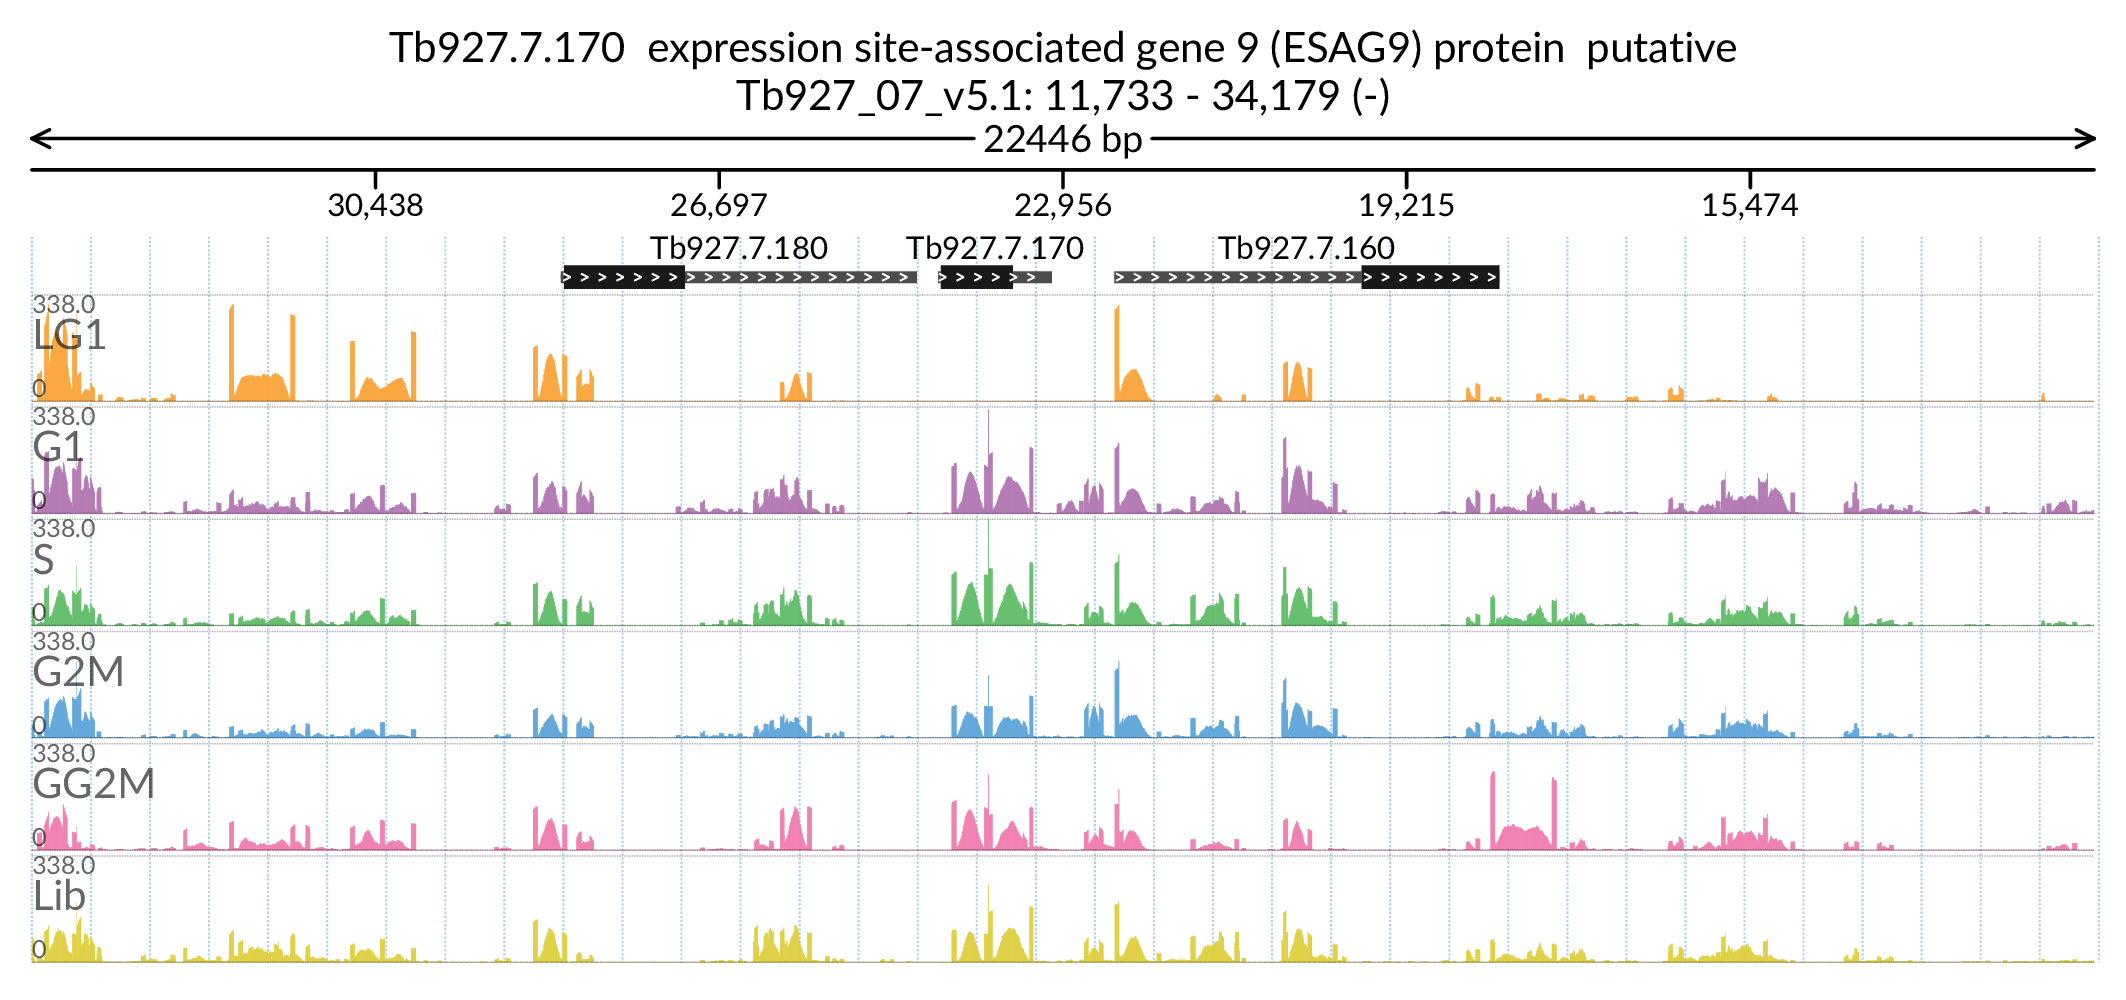 Tb927.7.170  expression site-associated gene 9 (ESAG9) protein  putative
Tb927_07_v5.1: 11,733 - 34,179 (-)
22446 bp
30,438 26,697 22,956 19,215 15,474
Tb927.7.180 Tb927.7.170 Tb927.7.160
338.0
LG1
0
338.0
G1
0
338.0
S
0
338.0
G2M
0
338.0
GG2M
0
338.0
Lib
0